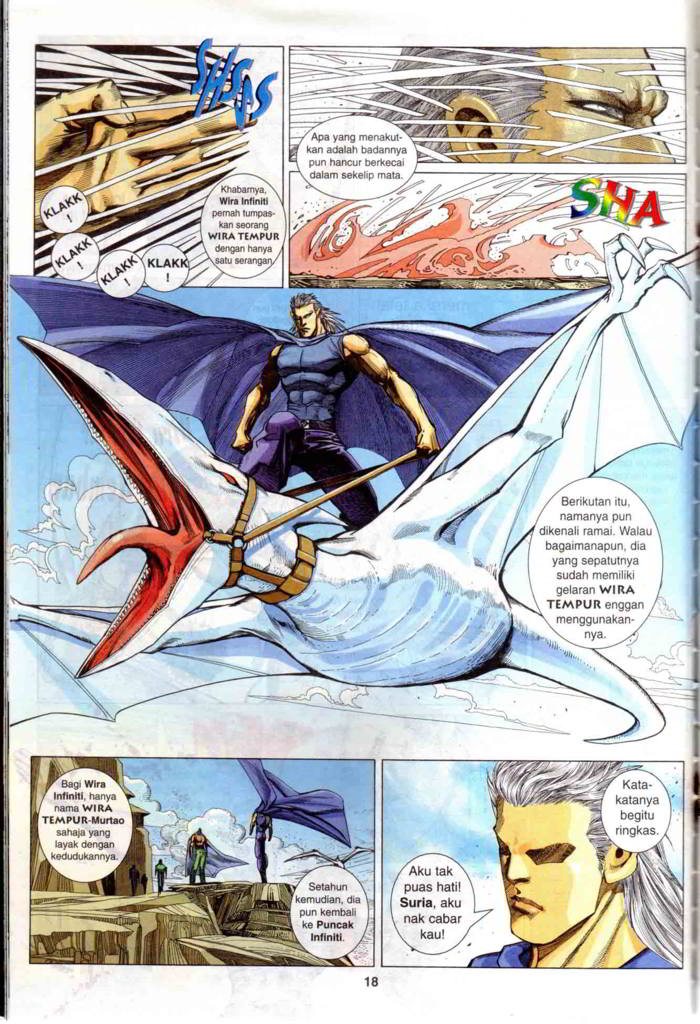 SHSAS
KLAKK
!
KLAKK
!
KLAKK
!
KLAKK
!
Khabarnya,
Wira Infiniti
pernah tumpas-
kan seorang
WIRA TEMPUR
dengan hanya
satu serangan.
Apa yang menakut-
kan adalah badannya
pun hancur berkecai
dalam sekelip mata.
SHA
Berikutan itu,
namanya pun
dikenali ramai. Walau
bagaimanapun, dia
yang sepatutnya
sudah memiliki
gelaran WIRA
TEMPUR enggan
menggunakan-
nya.
Bagi Wira
Infiniti, hanya
nama WIRA
TEMPUR-Murtao
sahaja yang
layak dengan
kedudukannya.
Setahun
kemudian, dia
pun kembali
ke Puncak
Infiniti.
Kata-
katanya
begitu
ringkas.
Aku tak
puas hati!
Suria, aku
nak cabar
kau!
18